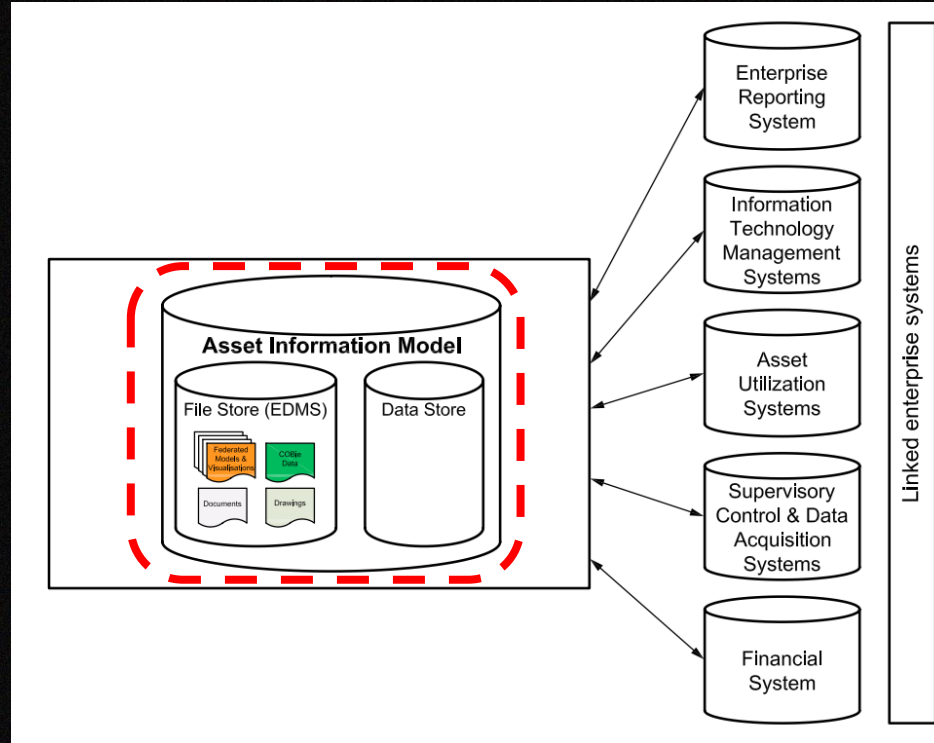 Enterprise
Reporting
System
Information
Technology
Management
Systems
Asset
Utilization
Systems
Supervisory
Control & Data
Acquisition
Systems
Financial
System
Linked enterprise systems
Asset Information Model
File Store (EDMS)
Data Store
Federated
Models &
Visualisations
COBie
Data
Documents
Drawings